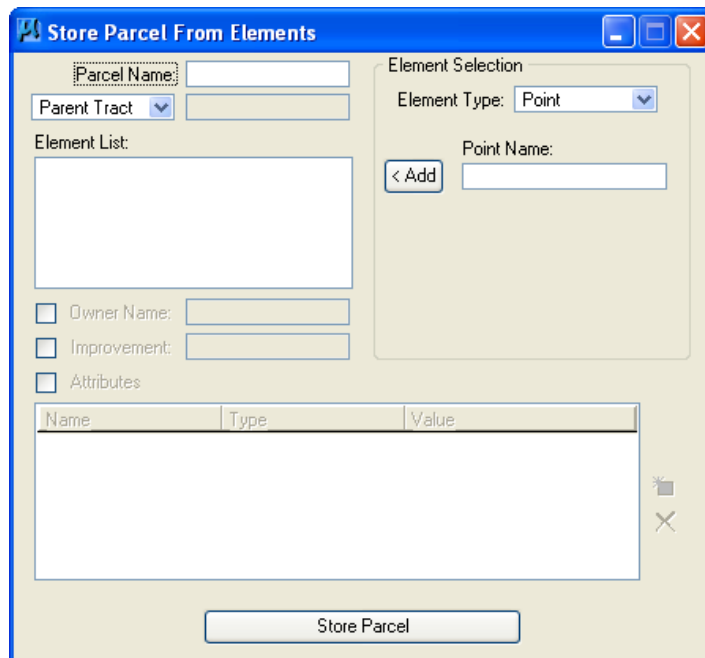 Store Parcel From Elements
Parcel Name:
Parent Tract
Element List:
Element Selection
Element Type: Point
Point Name:
< Add
Owner Name:
Improvement:
Attributes
Name Type Value
Store Parcel